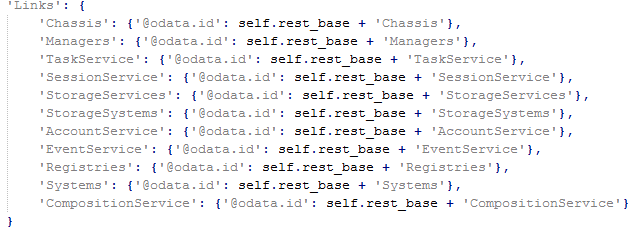 'Links': {
'Chassis': {'@odata.id': self.rest_base + 'Chassis'},
'Managers': {'@odata.id': self.rest_base + 'Managers'},
'TaskService': {'@odata.id': self.rest_base + 'TaskService'},
'SessionService': {'@odata.id': self.rest_base + 'SessionService'},
'StorageServices': {'@odata.id': self.rest_base + 'StorageServices'},
'StorageSystems': {'@odata.id': self.rest_base + 'StorageSystems'},
'AccountService': {'@odata.id': self.rest_base + 'AccountService'},
'EventService': {'@odata.id': self.rest_base + 'EventService'},
'Registries': {'@odata.id': self.rest_base + 'Registries'},
'Systems': {'@odata.id': self.rest_base + 'Systems'},
'CompositionService': {'@odata.id': self.rest_base + 'CompositionService'}
}